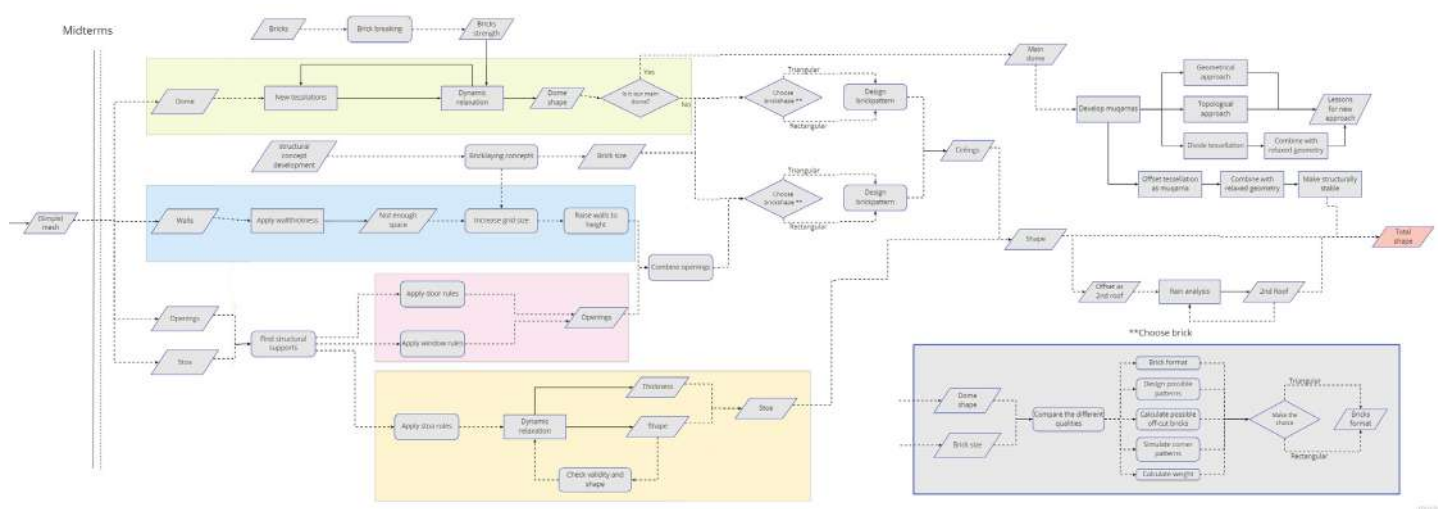 Midterms
Bricks
Brick breaking
Bricks
strength
Dome
New tessilations
Dynamic
relaxation
Dome
shape
Is it our main
dome?
Yes
No
Main
dome
Triangular
Choose
brickshape **
Rectangular
Design
brickpattern
structural
concept
development
Bricklaying concepts
Brick size
Triangular
Choose
brickshape **
Rectangular
Design
brickpattern
Ceilings
Develop muqarnas
Geometrical
approach
Topological
approach
Divide tessellation
Combine with
relaxed geometry
Lessons
for new
approach
Offset tessellation
as muqarna
Combine with
relaxed geometry
Make structurally
stable
(Simple)
mesh
Walls
Apply wallthickness
Not enough
space
Increase grid size
Raise walls to
height
Combine openings
Shape
Total
shape
Offset as
2nd roof
Rain analysis
2nd Roof
Openings
Stoa
Find structural
supports
Apply door rules
Apply window rules
Openings
Apply stoa rules
Dynamic
relaxation
Thickness
Shape
Check validity and
shape
Stoa
**Choose brick
Dome
shape
Brick size
Compare the different
qualities
Brick format
Design possible
patterns
Calculate possible
off-cut bricks
Simulate corner
patterns
Calculate weight
Make the
choice
Triangular
Rectangular
Bricks
format